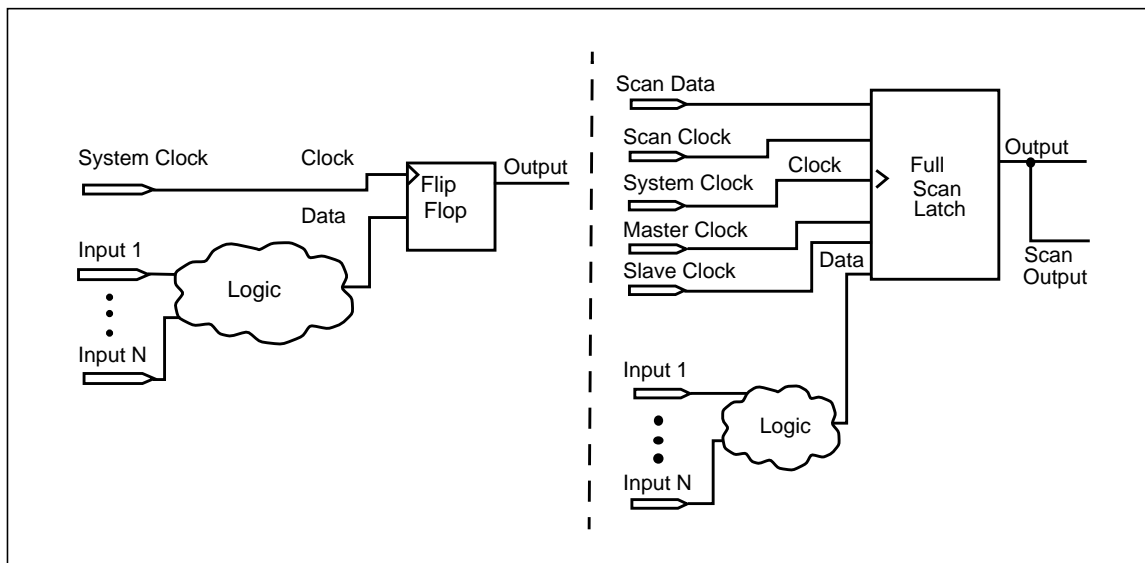 System Clock
Clock
Flip
Flop
Output
Data
Input 1
Logic
Input N
Scan Data
Scan Clock
System Clock
Clock
Master Clock
Slave Clock
Data
Full
Scan
Latch
Output
Scan
Output
Input 1
Logic
Input N